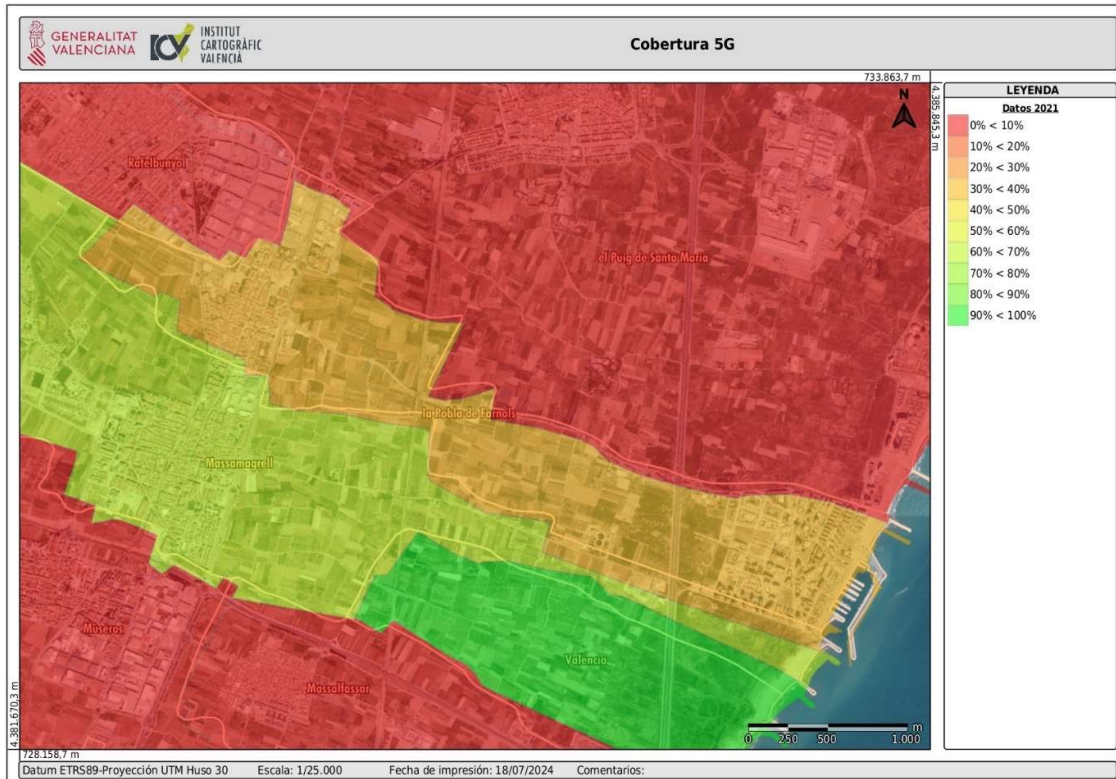 GENERALITAT
VALENCIANA
ICV
INSTITUT
CARTOGRÀFIC
VALENCIÀ
Cobertura 5G
733.863,7 m
4.385.845,3 m
N
LEYENDA
Datos 2021
0% < 10%
10% < 20%
20% < 30%
30% < 40%
40% < 50%
50% < 60%
60% < 70%
70% < 80%
80% < 90%
90% < 100%
Rafelbunyol
el Puig de Santa Maria
la Pobla de Farnals
Massamagrell
Museros
València
Massalfassar
m
0 250 500 1.000
4.381.670,3 m
728.158,7 m
Datum ETRS89-Proyección UTM Huso 30 Escala: 1/25.000 Fecha de impresión: 18/07/2024 Comentarios: